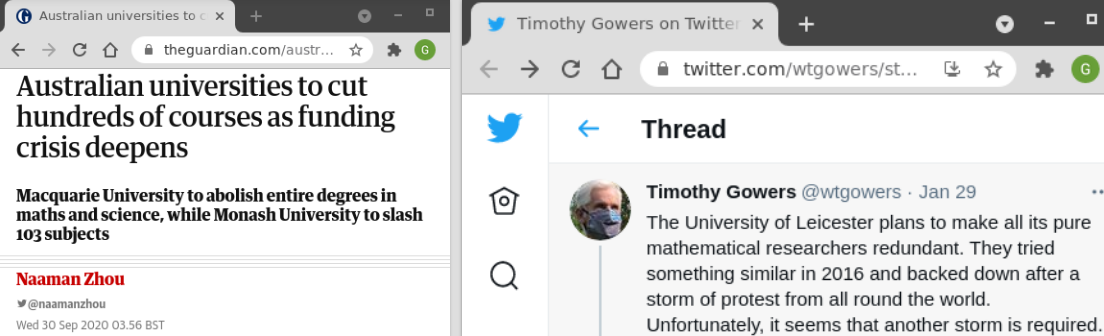 Australian universities to c
theguardian.com/austr...
G
Australian universities to cut
hundreds of courses as funding
crisis deepens
Macquarie University to abolish entire degrees in
maths and science, while Monash University to slash
103 subjects
Naaman Zhou
@naamanzhou
Wed 30 Sep 2020 03.56 BST
Timothy Gowers on Twitter
twitter.com/wtgowers/st...
G
Thread
Timothy Gowers @wtgowers · Jan 29
The University of Leicester plans to make all its pure
mathematical researchers redundant. They tried
something similar in 2016 and backed down after a
storm of protest from all round the world.
Unfortunately, it seems that another storm is required.